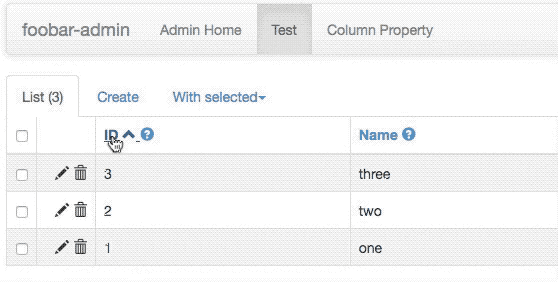 foobar-admin Admin Home Test Column Property
List (3) Create With selected
ID ? Name ?
3 three
2 two
1 one